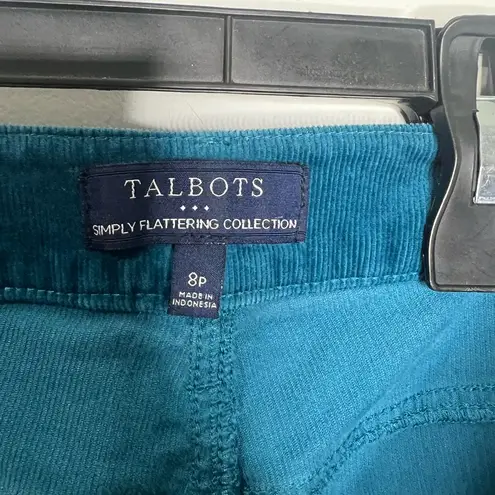 TALBOTS
SIMPLY FLATTERING COLLECTION
8P
MADE IN
INDONESIA